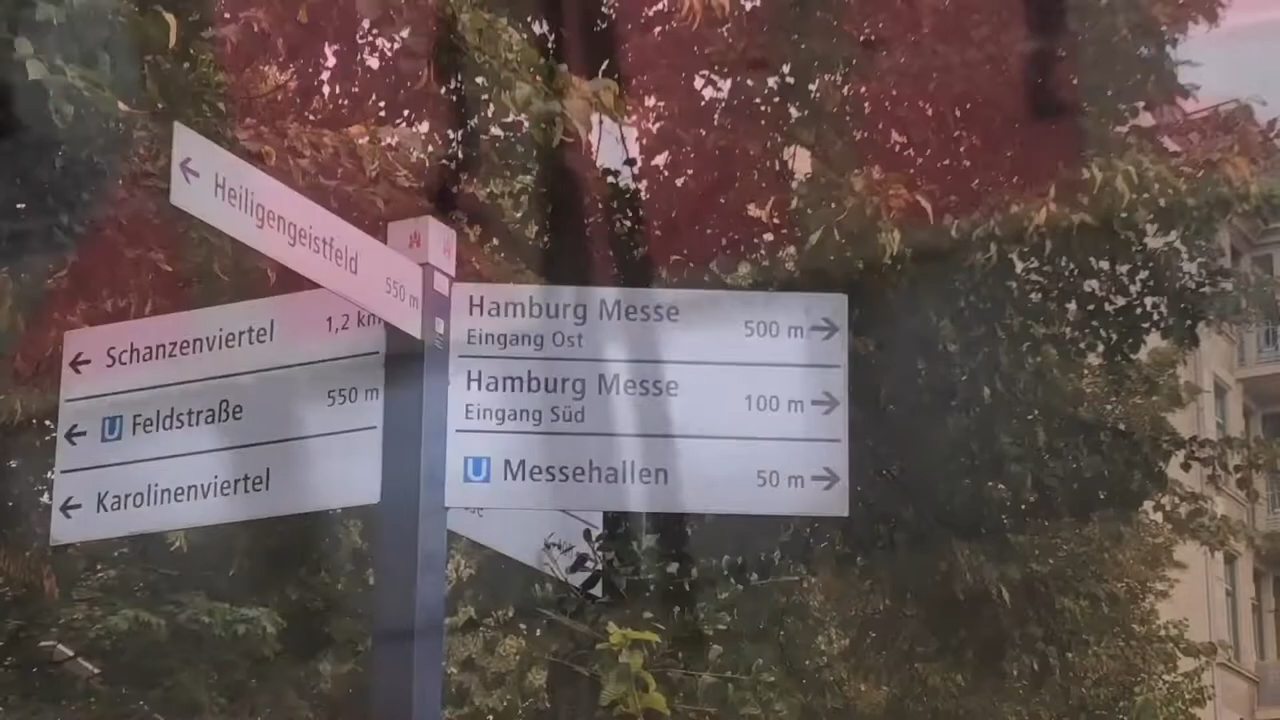 ← Heiligengeistfeld 550 m
← Schanzenviertel 1,2 km
← U Feldstraße 550 m
← Karolinenviertel
Hamburg Messe
Eingang Ost 500 m →
Hamburg Messe
Eingang Süd 100 m →
U Messehallen 50 m →